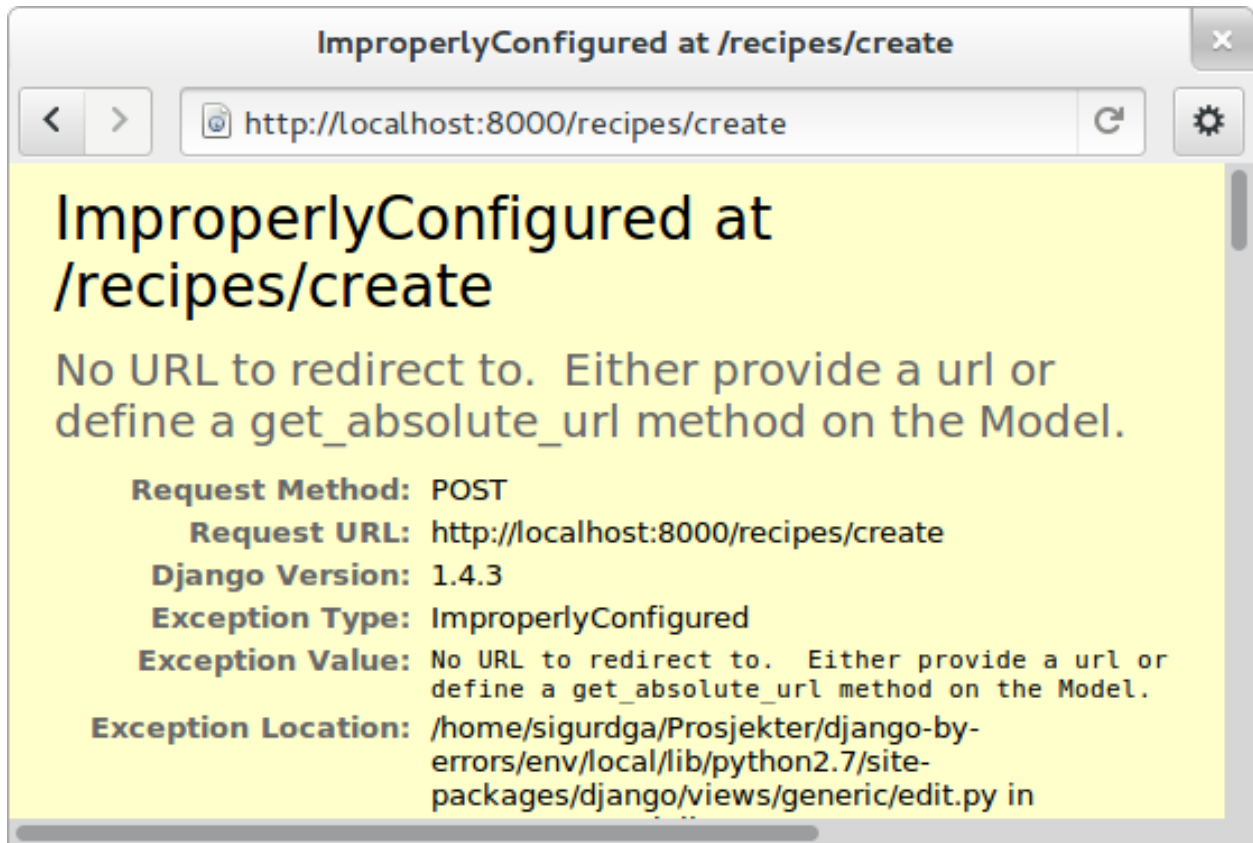 ImproperlyConfigured at /recipes/create
http://localhost:8000/recipes/create
ImproperlyConfigured at
/recipes/create
No URL to redirect to.  Either provide a url or
define a get_absolute_url method on the Model.
Request Method: POST
Request URL: http://localhost:8000/recipes/create
Django Version: 1.4.3
Exception Type: ImproperlyConfigured
Exception Value: No URL to redirect to.  Either provide a url or
define a get_absolute_url method on the Model.
Exception Location: /home/sigurdga/Prosjekter/django-by-
errors/env/local/lib/python2.7/site-
packages/django/views/generic/edit.py in